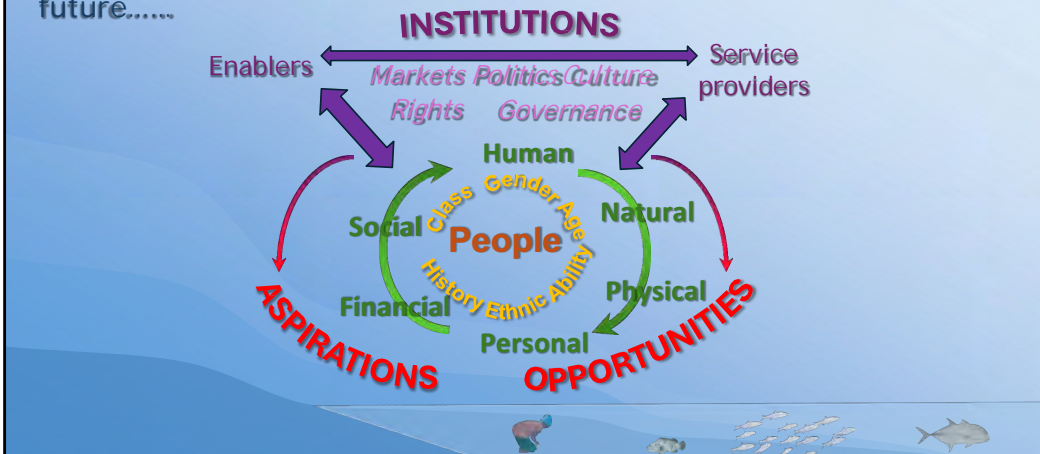 future......
INSTITUTIONS
Enablers
Service
providers
Markets Politics Culture
Rights Governance
Human
Class Gender Age
Social
Natural
People
History Ethnic Ability
Financial
Physical
Personal
ASPIRATIONS
OPPORTUNITIES